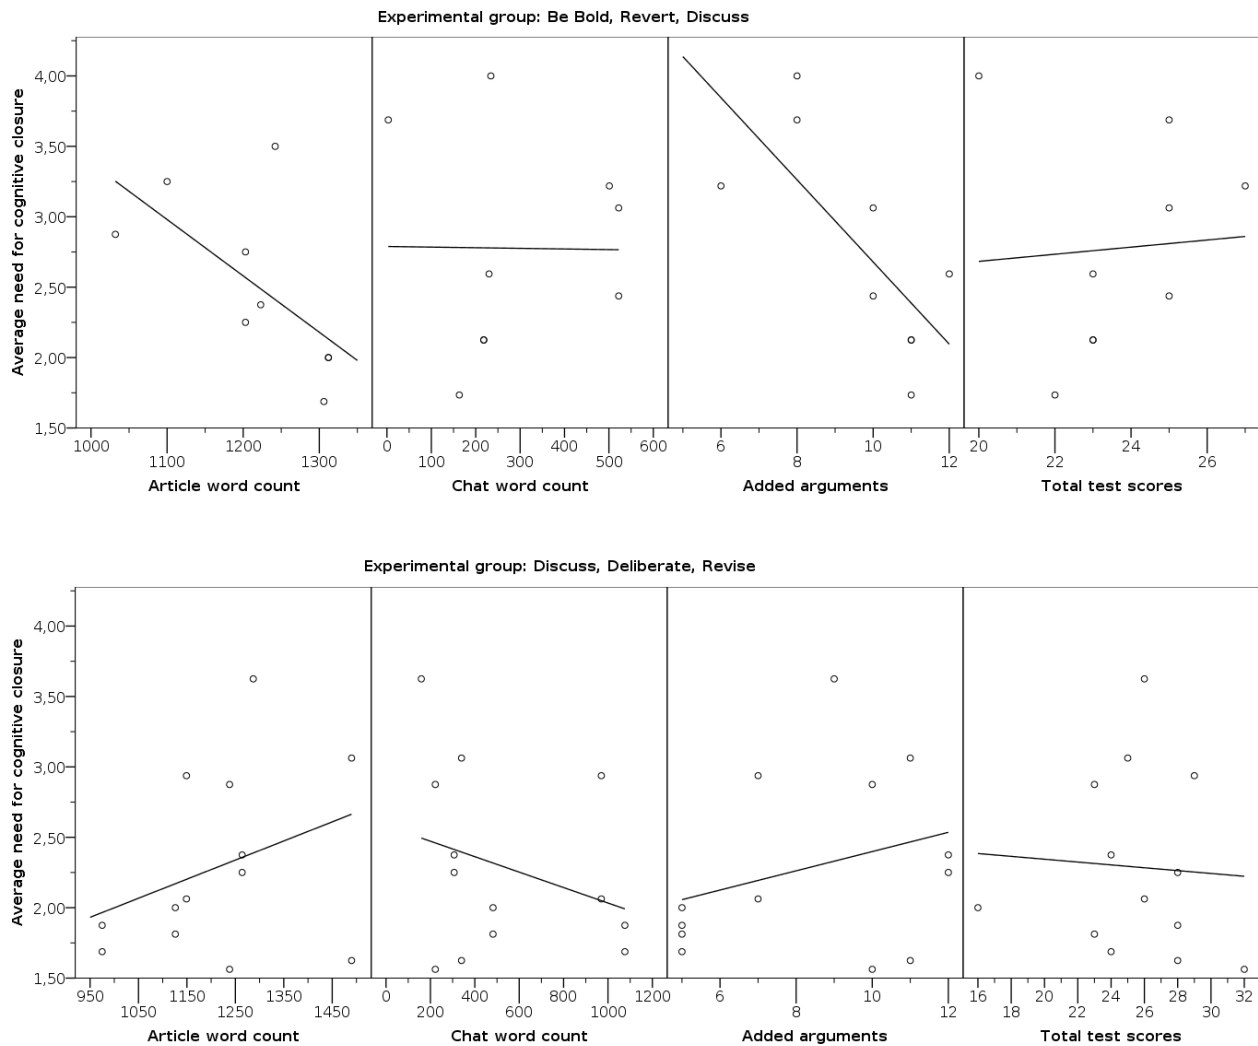 Experimental group: Be Bold, Revert, Discuss
Average need for cognitive closure
4,00
3,50
3,00
2,50
2,00
1,50
1000 1200 0 200 400 600 6 10 20 24
1100 1300 100 300 500 8 12 22 26
Article word count Chat word count Added arguments Total test scores
Experimental group: Discuss, Deliberate, Revise
Average need for cognitive closure
4,00
3,50
3,00
2,50
2,00
1,50
950 1150 1350 0 400 800 1200 6 10 16 20 24 28 32
1050 1250 1450 200 600 1000 8 12 18 22 26 30
Article word count Chat word count Added arguments Total test scores